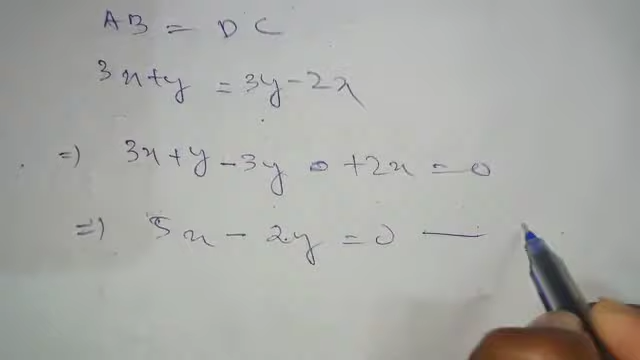 AB = DC
3x+y = 3y-2x
=> 3x+y-3y +2x = 0
=> 5x - 2y = 0 —